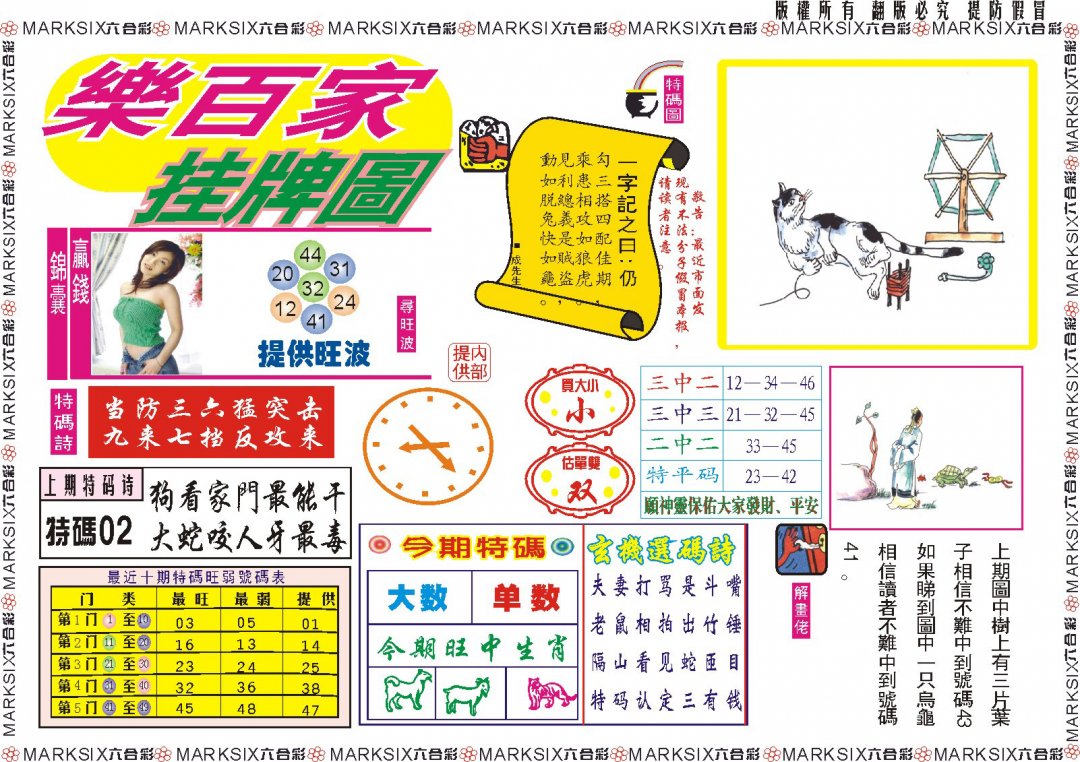 版權所有 翻版必究 提防假冒
MARKSIX六合彩 MARKSIX六合彩 MARKSIX六合彩 MARKSIX六合彩 MARKSIX六合彩 MARKSIX六合彩 MARKSIX六合彩
樂百家
挂牌圖
贏錢
錦囊
44
20
31
32
12
24
41
提供旺波
尋旺波
特碼圖
一字記之曰:仍
勾三搭四配佳期。
乘患相攻如狼虎,
見利總義是賊盜。
動如脱兔快如龜
■成先生
敬告:最近市面发
现有不法分子假冒本报,
请读者注意。
内部
提供
特碼詩
当防三六猛突击
九来七挡反攻来
買大小
小
估單雙
双
三中二 12—34—46
三中三 21—32—45
二中二 33—45
特平码 23—42
願神靈保佑大家發財、平安
上期特码诗
特碼02
狗看家門最能干
大蛇咬人牙最毒
最近十期特碼旺弱號碼表
门 类 最旺 最弱 提供
第1门 1 至 10 03 05 01
第2门 11 至 20 16 13 14
第3门 21 至 30 23 24 25
第4门 31 至 40 32 36 38
第5门 41 至 49 45 48 47
今期特碼
大数 单数
今期旺中生肖
玄機選碼詩
夫妻打骂是斗嘴
老鼠相拍出竹锤
隔山看见蛇匝目
特码认定三有钱
解畫佬
上期圖中樹上有三片葉
子相信不難中到號碼02
如果睇到圖中一只烏龜
相信讀者不難中到號碼
41。
MARKSIX六合彩 MARKSIX六合彩 MARKSIX六合彩 MARKSIX六合彩 MARKSIX六合彩 MARKSIX六合彩 MARKSIX六合彩